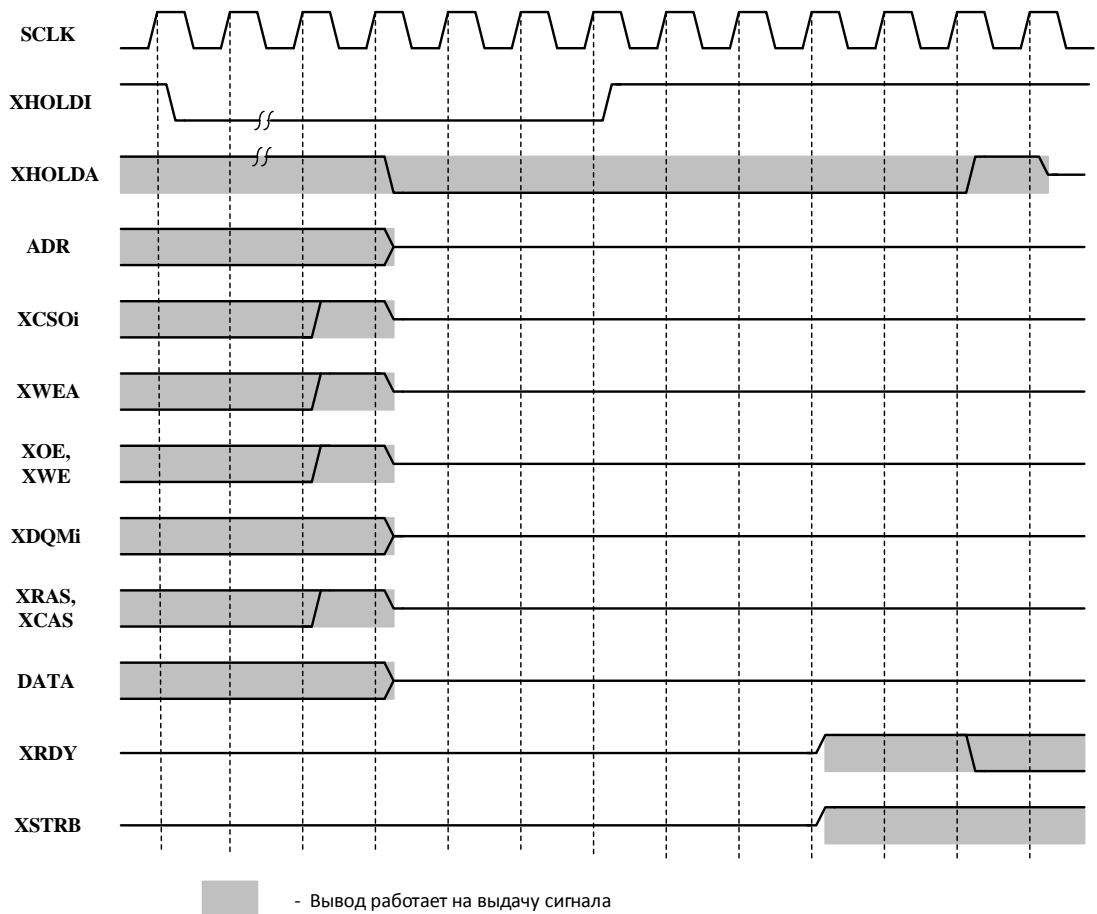 SCLK
XHOLDI
XHOLDA
ADR
XCSOi
XWEA
XOE,
XWE
XDQMi
XRAS,
XCAS
DATA
XRDY
XSTRB
- Вывод работает на выдачу сигнала